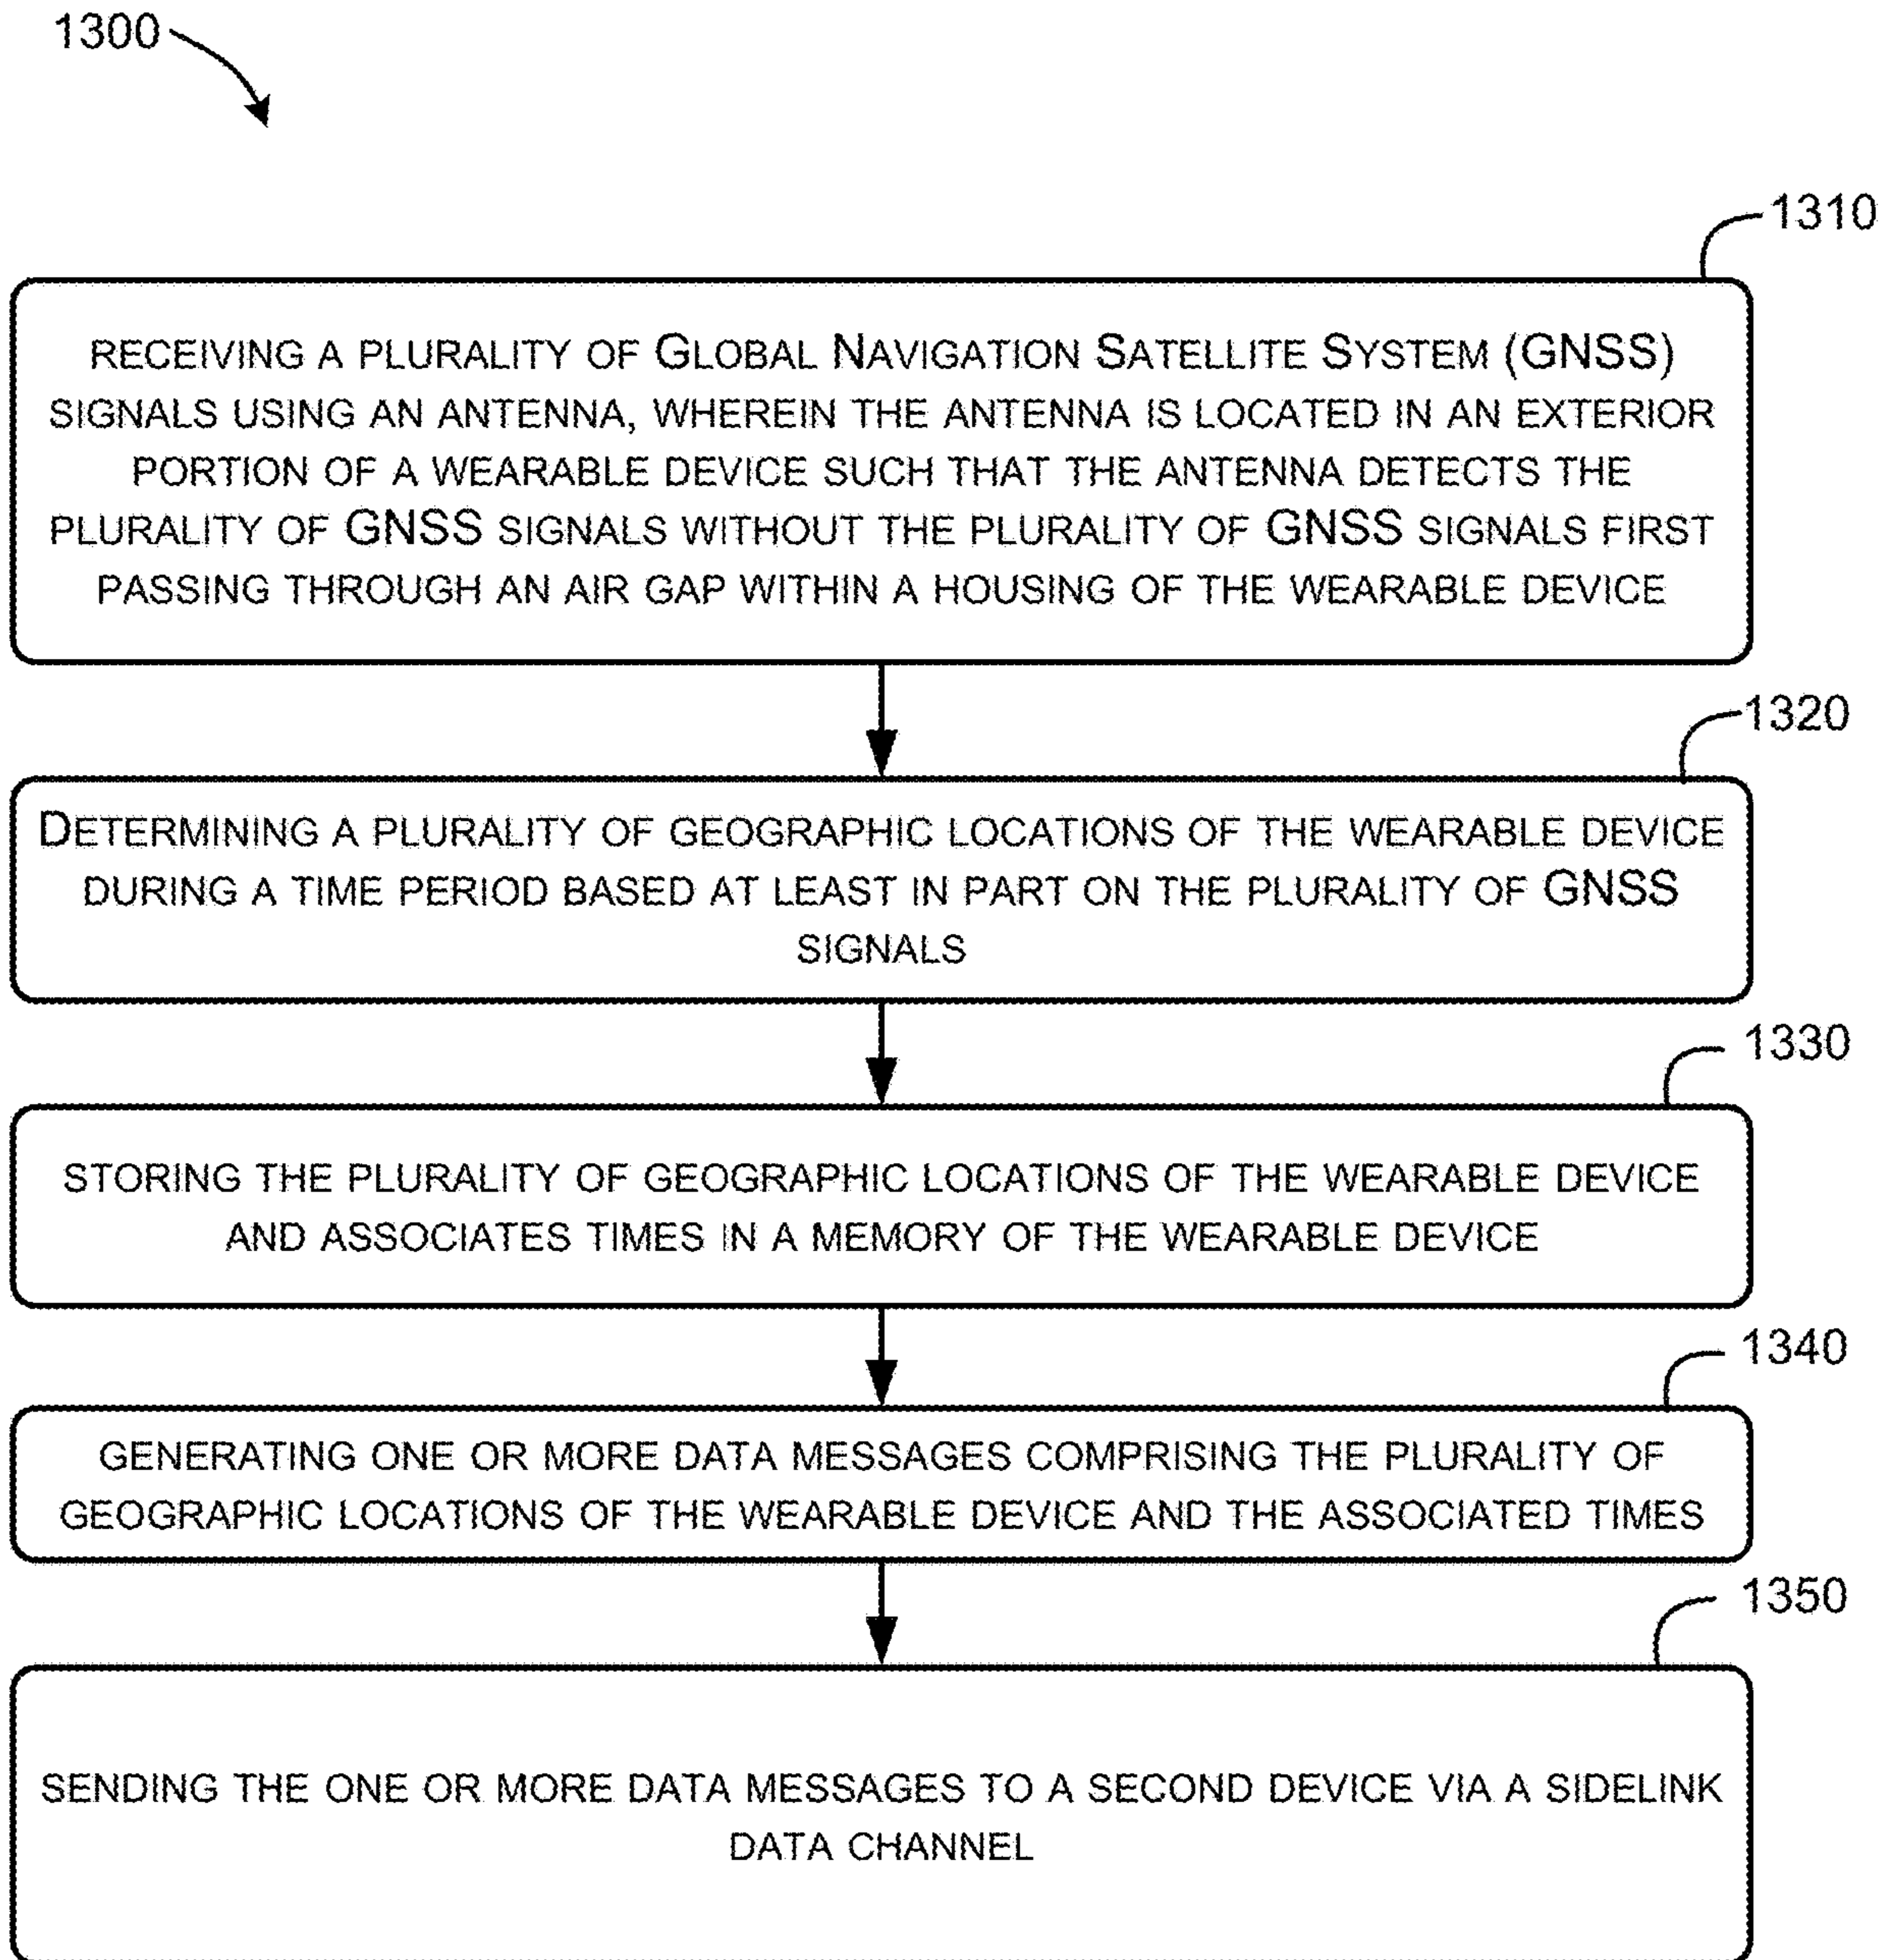 1300
1310
RECEIVING A PLURALITY OF GLOBAL NAVIGATION SATELLITE SYSTEM (GNSS)
SIGNALS USING AN ANTENNA, WHEREIN THE ANTENNA IS LOCATED IN AN EXTERIOR
PORTION OF A WEARABLE DEVICE SUCH THAT THE ANTENNA DETECTS THE
PLURALITY OF GNSS SIGNALS WITHOUT THE PLURALITY OF GNSS SIGNALS FIRST
PASSING THROUGH AN AIR GAP WITHIN A HOUSING OF THE WEARABLE DEVICE
1320
DETERMINING A PLURALITY OF GEOGRAPHIC LOCATIONS OF THE WEARABLE DEVICE
DURING A TIME PERIOD BASED AT LEAST IN PART ON THE PLURALITY OF GNSS
SIGNALS
1330
STORING THE PLURALITY OF GEOGRAPHIC LOCATIONS OF THE WEARABLE DEVICE
AND ASSOCIATES TIMES IN A MEMORY OF THE WEARABLE DEVICE
1340
GENERATING ONE OR MORE DATA MESSAGES COMPRISING THE PLURALITY OF
GEOGRAPHIC LOCATIONS OF THE WEARABLE DEVICE AND THE ASSOCIATED TIMES
1350
SENDING THE ONE OR MORE DATA MESSAGES TO A SECOND DEVICE VIA A SIDELINK
DATA CHANNEL